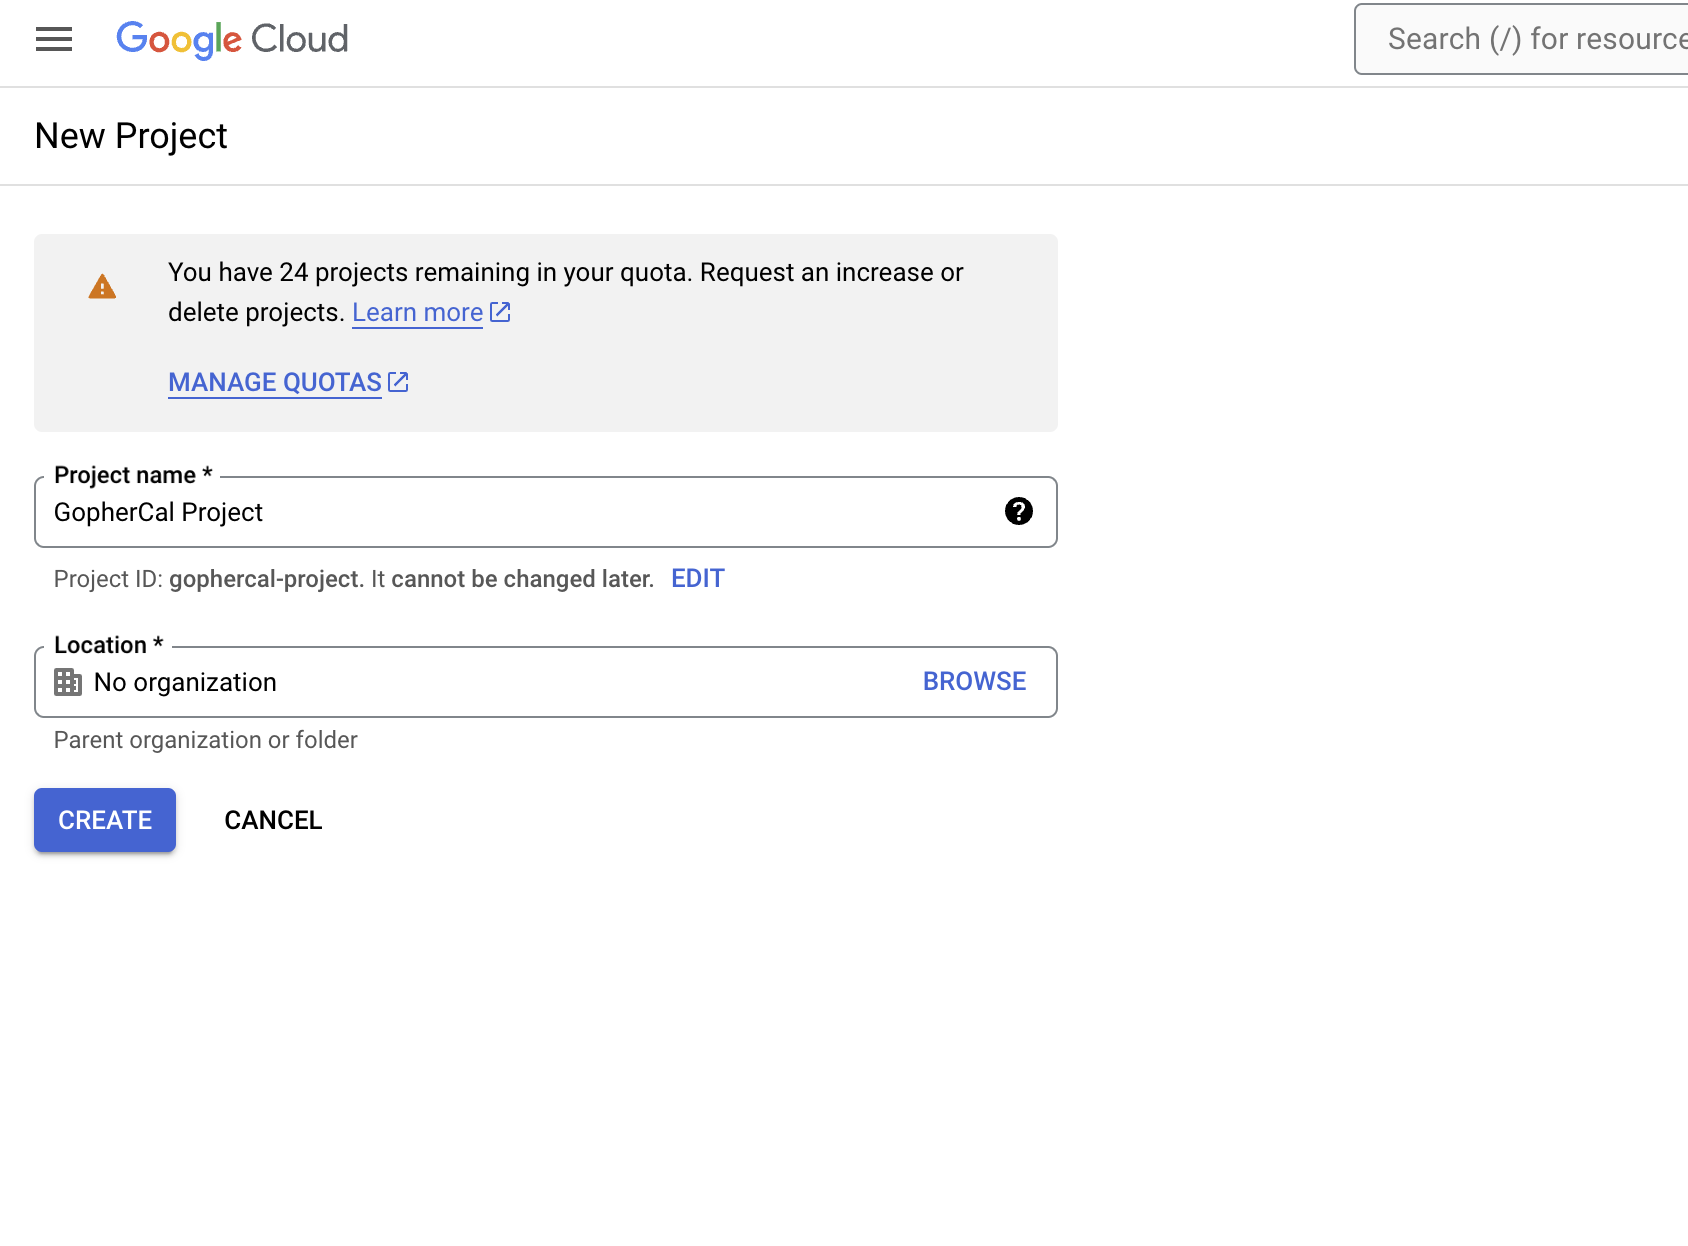 Google Cloud
Search (/) for resource
New Project
You have 24 projects remaining in your quota. Request an increase or
delete projects. Learn more
MANAGE QUOTAS
Project name *
GopherCal Project
Project ID: gophercal-project. It cannot be changed later. EDIT
Location *
No organization BROWSE
Parent organization or folder
CREATE CANCEL